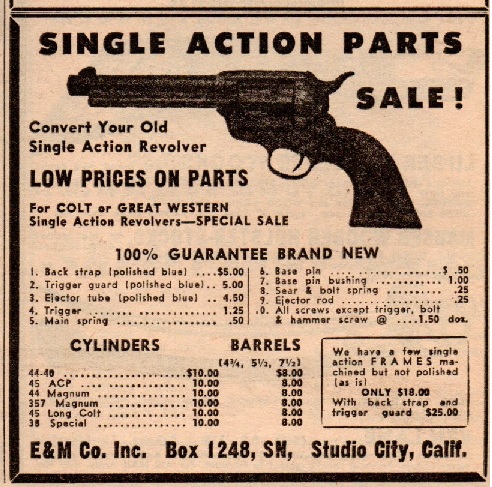 SINGLE ACTION PARTS
SALE!
Convert Your Old
Single Action Revolver
LOW PRICES ON PARTS
For COLT or GREAT WESTERN
Single Action Revolvers—SPECIAL SALE
100% GUARANTEE BRAND NEW
1. Back strap (polished blue) ...$5.00
2. Trigger guard (polished blue).. 5.00
3. Ejector tube (polished blue) .. 4.50
4. Trigger .................. 1.25
5. Main spring .............. .50
6. Base pin ................$ .50
7. Base pin bushing ......... 1.00
8. Sear & bolt spring ....... .25
9. Ejector rod .............. .25
.0. All screws except trigger, bolt
& hammer screw @ ....1.50 doz.
CYLINDERS BARRELS
(4¾, 5½, 7½)
44-40 ..................$10.00 $8.00
45 ACP .................. 10.00 8.00
44 Magnum ............... 10.00 8.00
357 Magnum .............. 10.00 8.00
45 Long Colt ............ 10.00 8.00
38 Special .............. 10.00 8.00
We have a few single
action FRAMES ma-
chined but not polished
(as is)
ONLY $18.00
With back strap and
trigger guard $25.00
E&M Co. Inc. Box 1248, SN, Studio City, Calif.